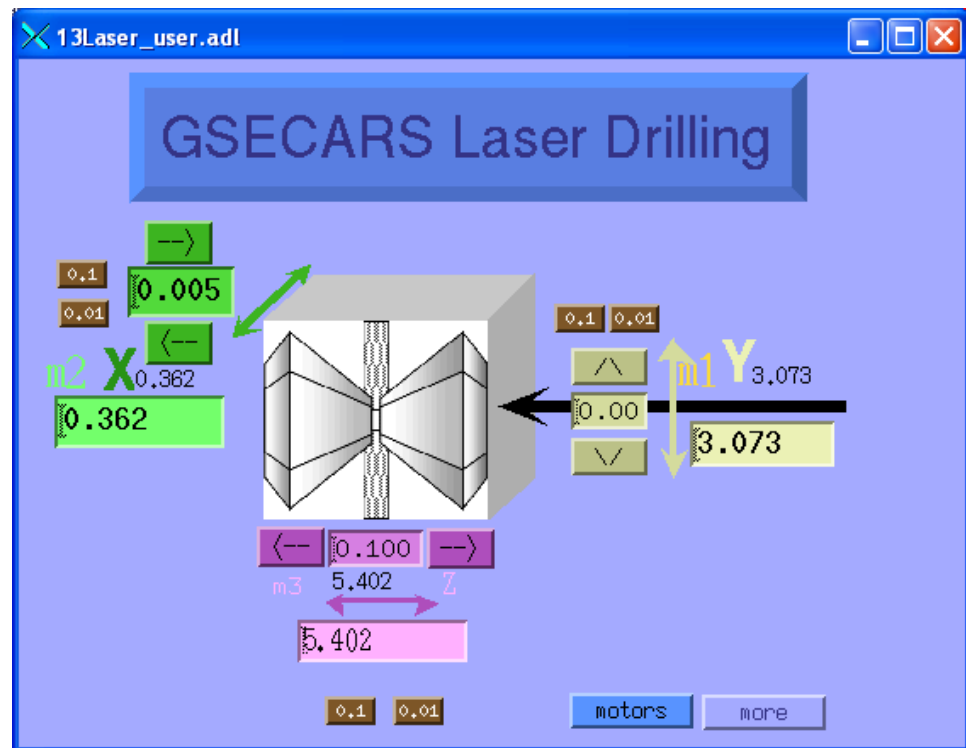 13Laser_user.adl
GSECARS Laser Drilling
-->
0.1
0.005
0.01
<--
m2 X 0.362
0.362
0.1 0.01
/\
m1 Y 3.073
0.00
\/
3.073
<-- 0.100 -->
m3 5.402 Z
5.402
0.1 0.01
motors more